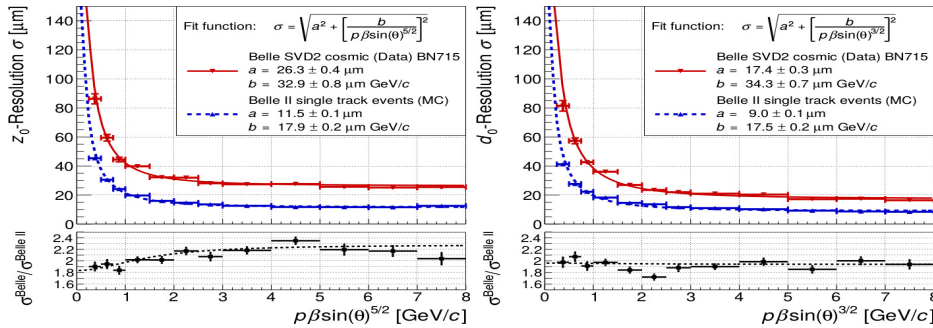 z₀-Resolution σ [μm]
140
120
100
80
60
40
20
0
Fit function: σ = √a² + [b / pβsin(θ)^5/2]²
Belle SVD2 cosmic (Data) BN715
a = 26.3 ± 0.4 μm
b = 32.9 ± 0.8 μm GeV/c
Belle II single track events (MC)
a = 11.5 ± 0.1 μm
b = 17.9 ± 0.2 μm GeV/c
σ^Belle/σ^Belle II
2.4
2.2
2
1.8
1.6
0 1 2 3 4 5 6 7 8
pβsin(θ)^5/2 [GeV/c]
d₀-Resolution σ [μm]
140
120
100
80
60
40
20
0
Fit function: σ = √a² + [b / pβsin(θ)^3/2]²
Belle SVD2 cosmic (Data) BN715
a = 17.4 ± 0.3 μm
b = 34.3 ± 0.7 μm GeV/c
Belle II single track events (MC)
a = 9.0 ± 0.1 μm
b = 17.5 ± 0.2 μm GeV/c
σ^Belle/σ^Belle II
2.4
2.2
2
1.8
1.6
0 1 2 3 4 5 6 7 8
pβsin(θ)^3/2 [GeV/c]